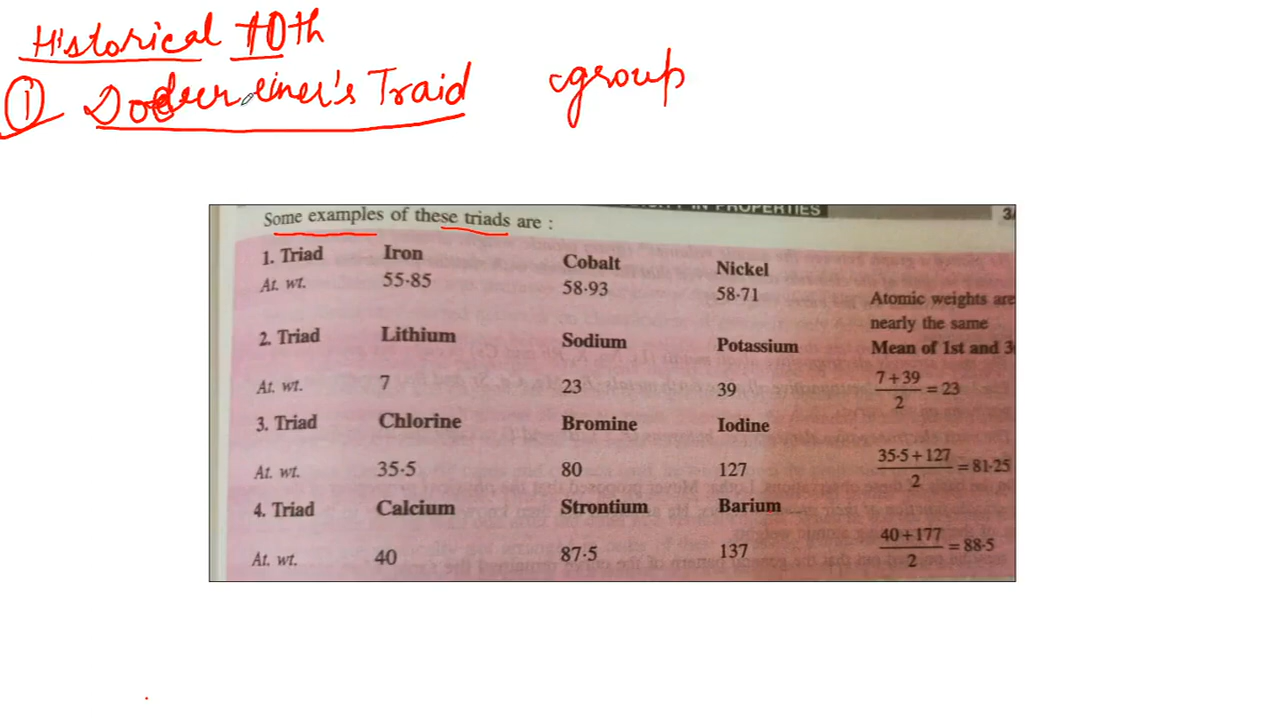 Historical 10th
① Doebereiner's Traid group
IN PROPERTIES
Some examples of these triads are :
1. Triad Iron Cobalt Nickel
At. wt. 55·85 58·93 58·71 Atomic weights are nearly the same
2. Triad Lithium Sodium Potassium Mean of 1st and 3
At. wt. 7 23 39 7+39/2 = 23
3. Triad Chlorine Bromine Iodine
At. wt. 35·5 80 127 35·5+127/2 = 81·25
4. Triad Calcium Strontium Barium
At. wt. 40 87·5 137 40+177/2 = 88·5